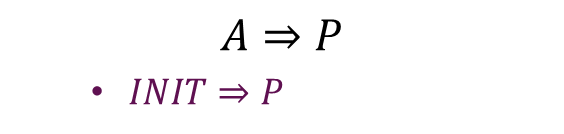 A ⇒ P
• INIT ⇒ P